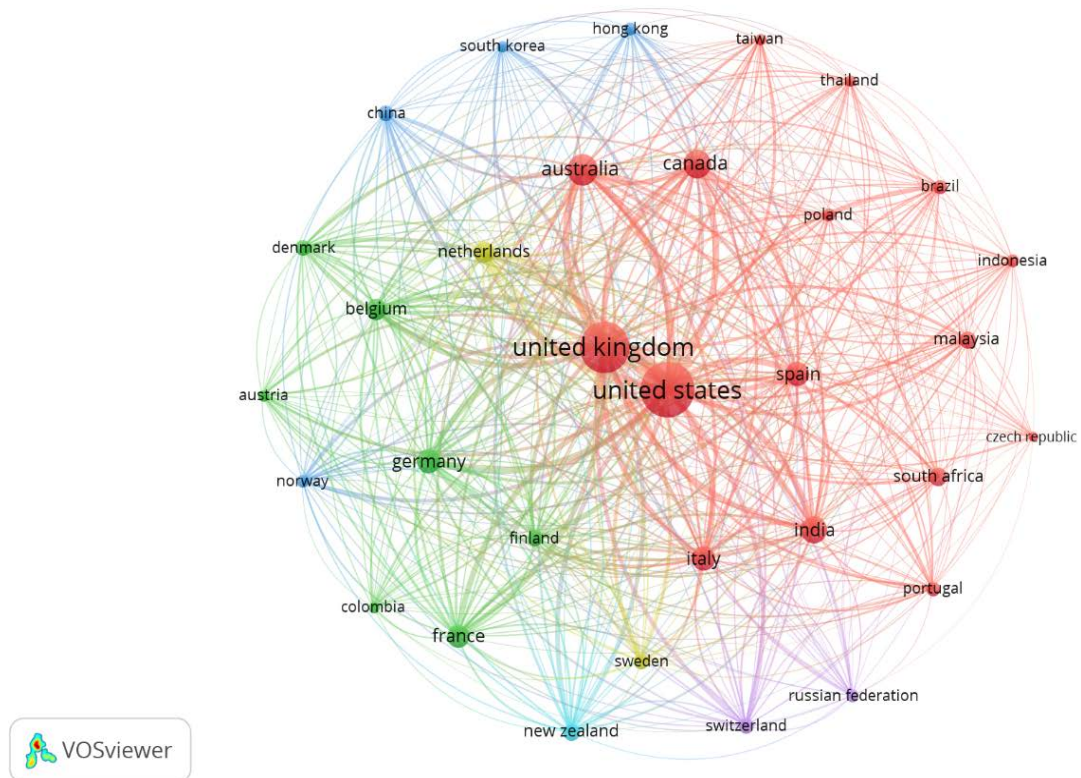 hong kong
taiwan
south korea
thailand
china
canada
australia
brazil
poland
denmark
netherlands
indonesia
belgium
malaysia
united kingdom
spain
united states
austria
czech republic
germany
south africa
norway
india
finland
italy
portugal
colombia
france
sweden
russian federation
switzerland
new zealand
VOSviewer